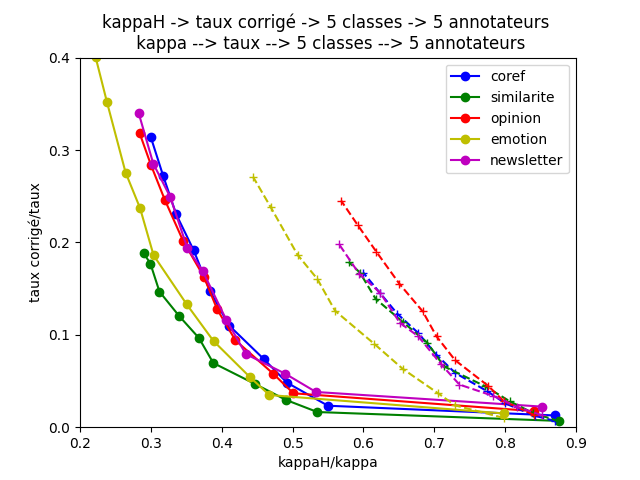 kappaH -> taux corrigé -> 5 classes -> 5 annotateurs
kappa --> taux --> 5 classes --> 5 annotateurs
0.4
0.3
0.2
0.1
0.0
taux corrigé/taux
coref
similarite
opinion
emotion
newsletter
0.2 0.3 0.4 0.5 0.6 0.7 0.8 0.9
kappaH/kappa